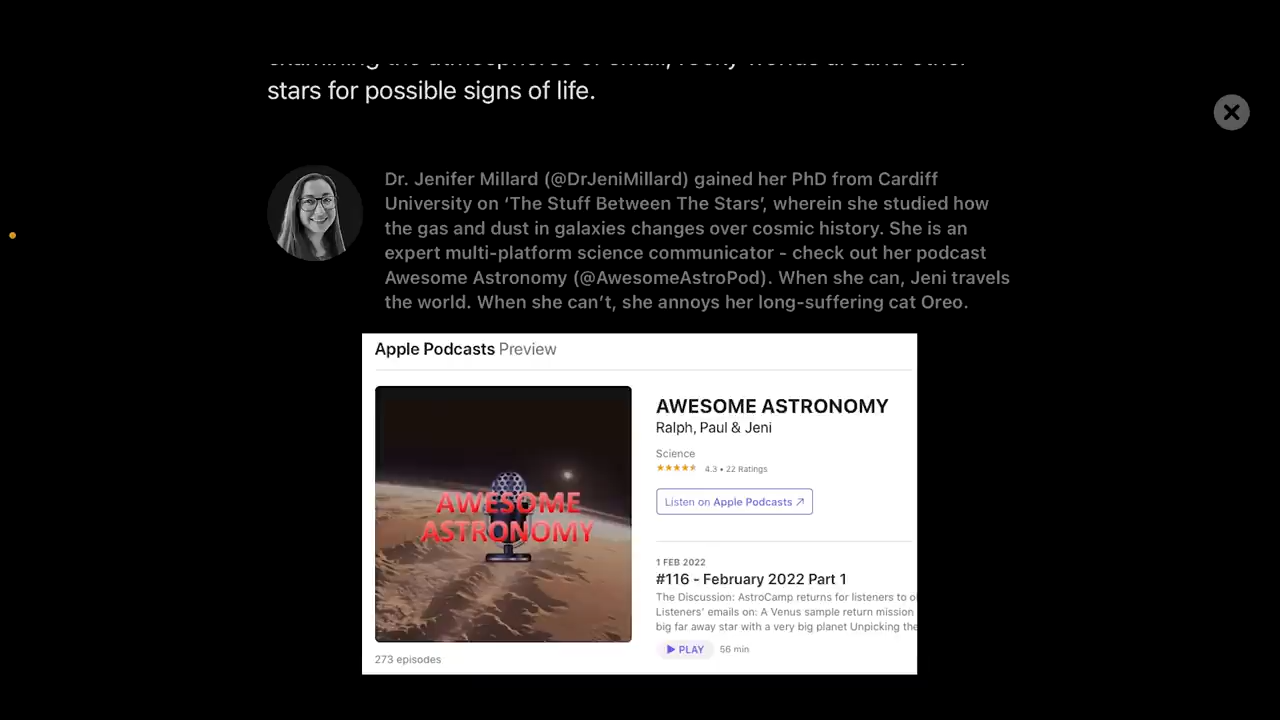 stars for possible signs of life.
Dr. Jenifer Millard (@DrJeniMillard) gained her PhD from Cardiff
University on ‘The Stuff Between The Stars’, wherein she studied how
the gas and dust in galaxies changes over cosmic history. She is an
expert multi-platform science communicator - check out her podcast
Awesome Astronomy (@AwesomeAstroPod). When she can, Jeni travels
the world. When she can’t, she annoys her long-suffering cat Oreo.
Apple Podcasts Preview
AWESOME
ASTRONOMY
273 episodes
AWESOME ASTRONOMY
Ralph, Paul & Jeni
Science
4.3 • 22 Ratings
Listen on Apple Podcasts ↗
1 FEB 2022
#116 - February 2022 Part 1
The Discussion: AstroCamp returns for listeners to
Listeners’ emails on: A Venus sample return mission
big far away star with a very big planet Unpicking the
PLAY 56 min